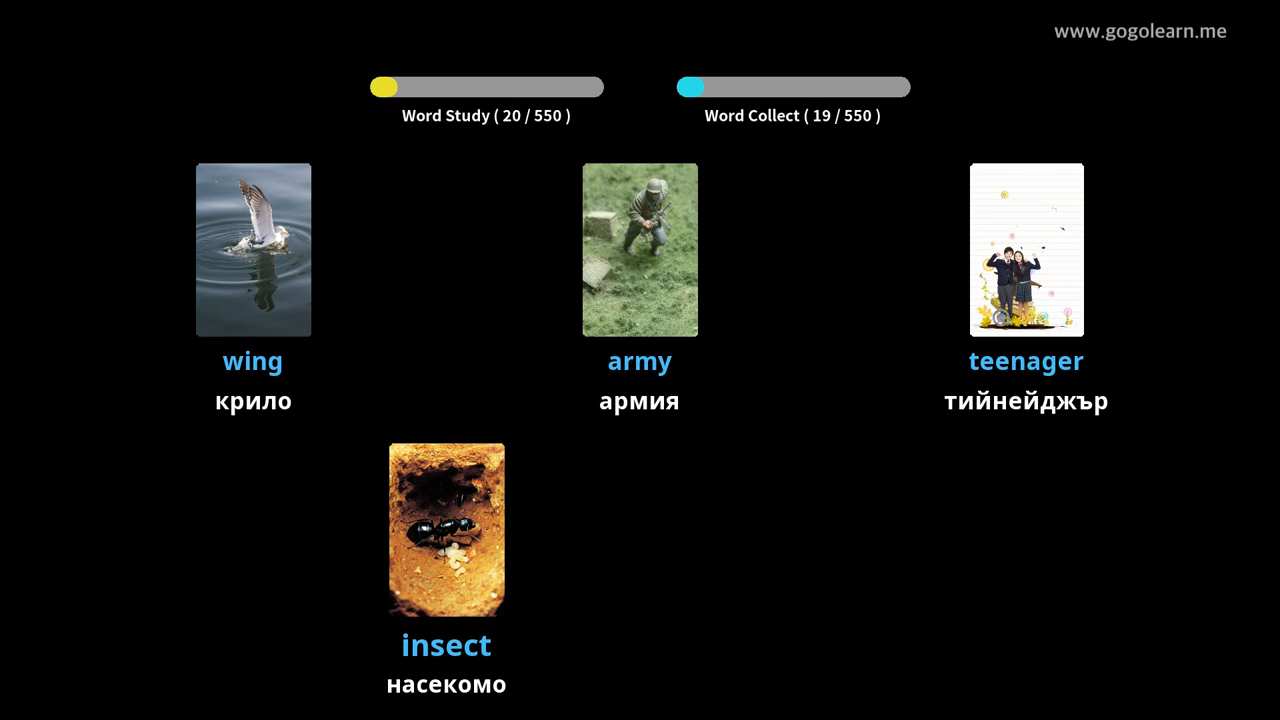 www.gogolearn.me
Word Study ( 20 / 550 )
Word Collect ( 19 / 550 )
wing
army
teenager
крило
армия
тийнейджър
insect
насекомо